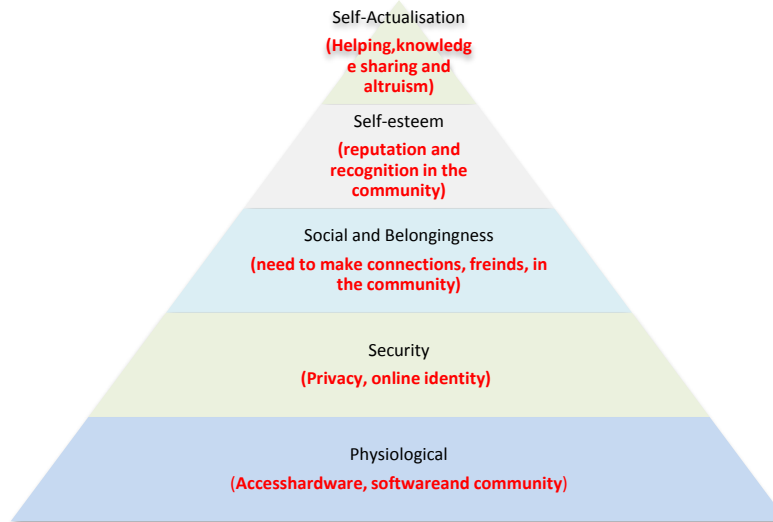 Self-Actualisation
(Helping,knowledg
e sharing and
altruism)
Self-esteem
(reputation and
recognition in the
community)
Social and Belongingness
(need to make connections, freinds, in
the community)
Security
(Privacy, online identity)
Physiological
(Accesshardware, softwareand community)